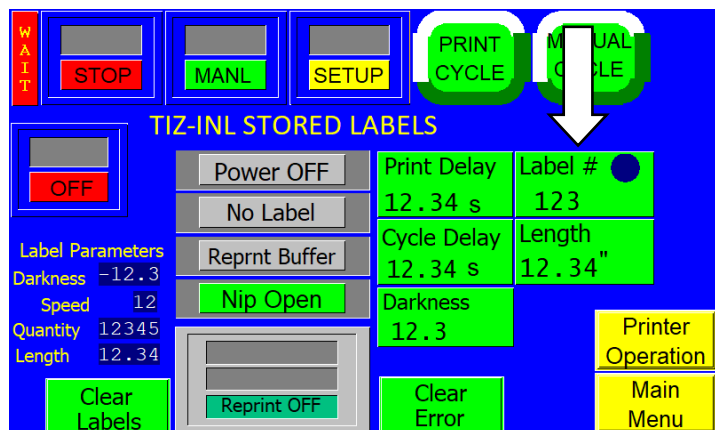 WAIT
STOP
MANL
SETUP
PRINT
CYCLE
CLE
TIZ-INL STORED LABELS
OFF
Power OFF
No Label
Reprnt Buffer
Nip Open
Print Delay
12.34 s
Label #
123
Cycle Delay
12.34 s
Length
12.34"
Darkness
12.3
Label Parameters
Darkness -12.3
Speed 12
Quantity 12345
Length 12.34
Clear
Labels
Reprint OFF
Clear
Error
Printer
Operation
Main
Menu